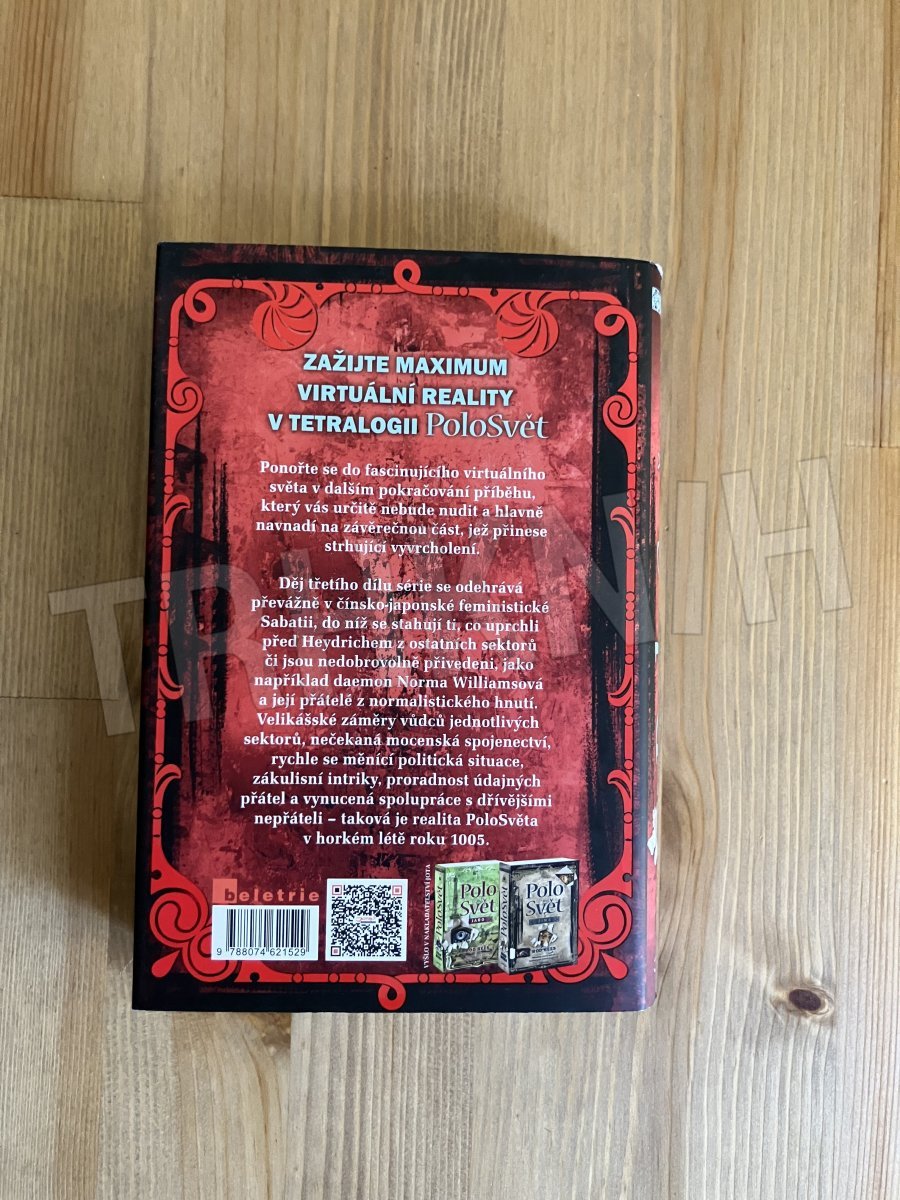 ZAŽIJTE MAXIMUM
VIRTUÁLNÍ REALITY
V TETRALOGII PoloSvět
Ponořte se do fascinujícího virtuálního
světa v dalším pokračování příběhu,
který vás určitě nebude nudit a hlavně
navnadí na závěrečnou část, jež přinese
strhující vyvrcholení.
Děj třetího dílu série se odehrává
převážně v čínsko-japonské feministické
Sabatii, do níž se stahují ti, co uprchli
před Heydrichem z ostatních sektorů
či jsou nedobrovolně přivedeni, jako
například daemon Norma Williamsová
a její přátelé z normalistického hnutí.
Velikášské záměry vůdců jednotlivých
sektorů, nečekaná mocenská spojenectví,
rychle se měnící politická situace,
zákulisní intriky, proradnost údajných
přátel a vynucená spolupráce s dřívějšími
nepřáteli – taková je realita PoloSvěta
v horkém létě roku 1005.
beletrie
9 788074 621529
VYŠLO V NAKLADATELSTVÍ JOTA
PoloSvět
Polo
Svět
Polo
Svět
TRIKNIH